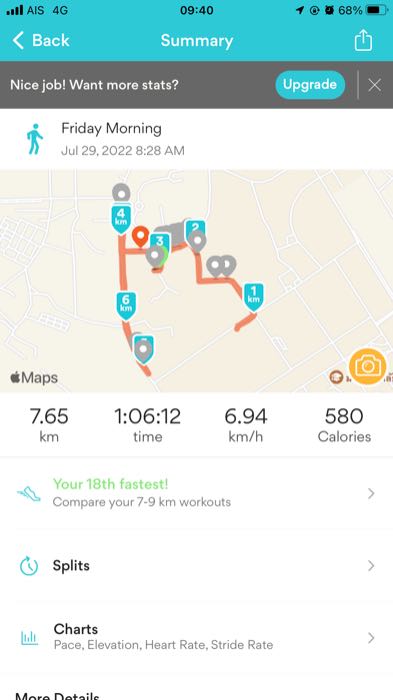 AIS 4G 09:40 68%
Back Summary
Nice job! Want more stats? Upgrade
Friday Morning
Jul 29, 2022 8:28 AM
4
km
3
2
1
km
6
km
Maps
7.65 1:06:12 6.94 580
km time km/h Calories
Your 18th fastest!
Compare your 7-9 km workouts
Splits
Charts
Pace, Elevation, Heart Rate, Stride Rate
More Details